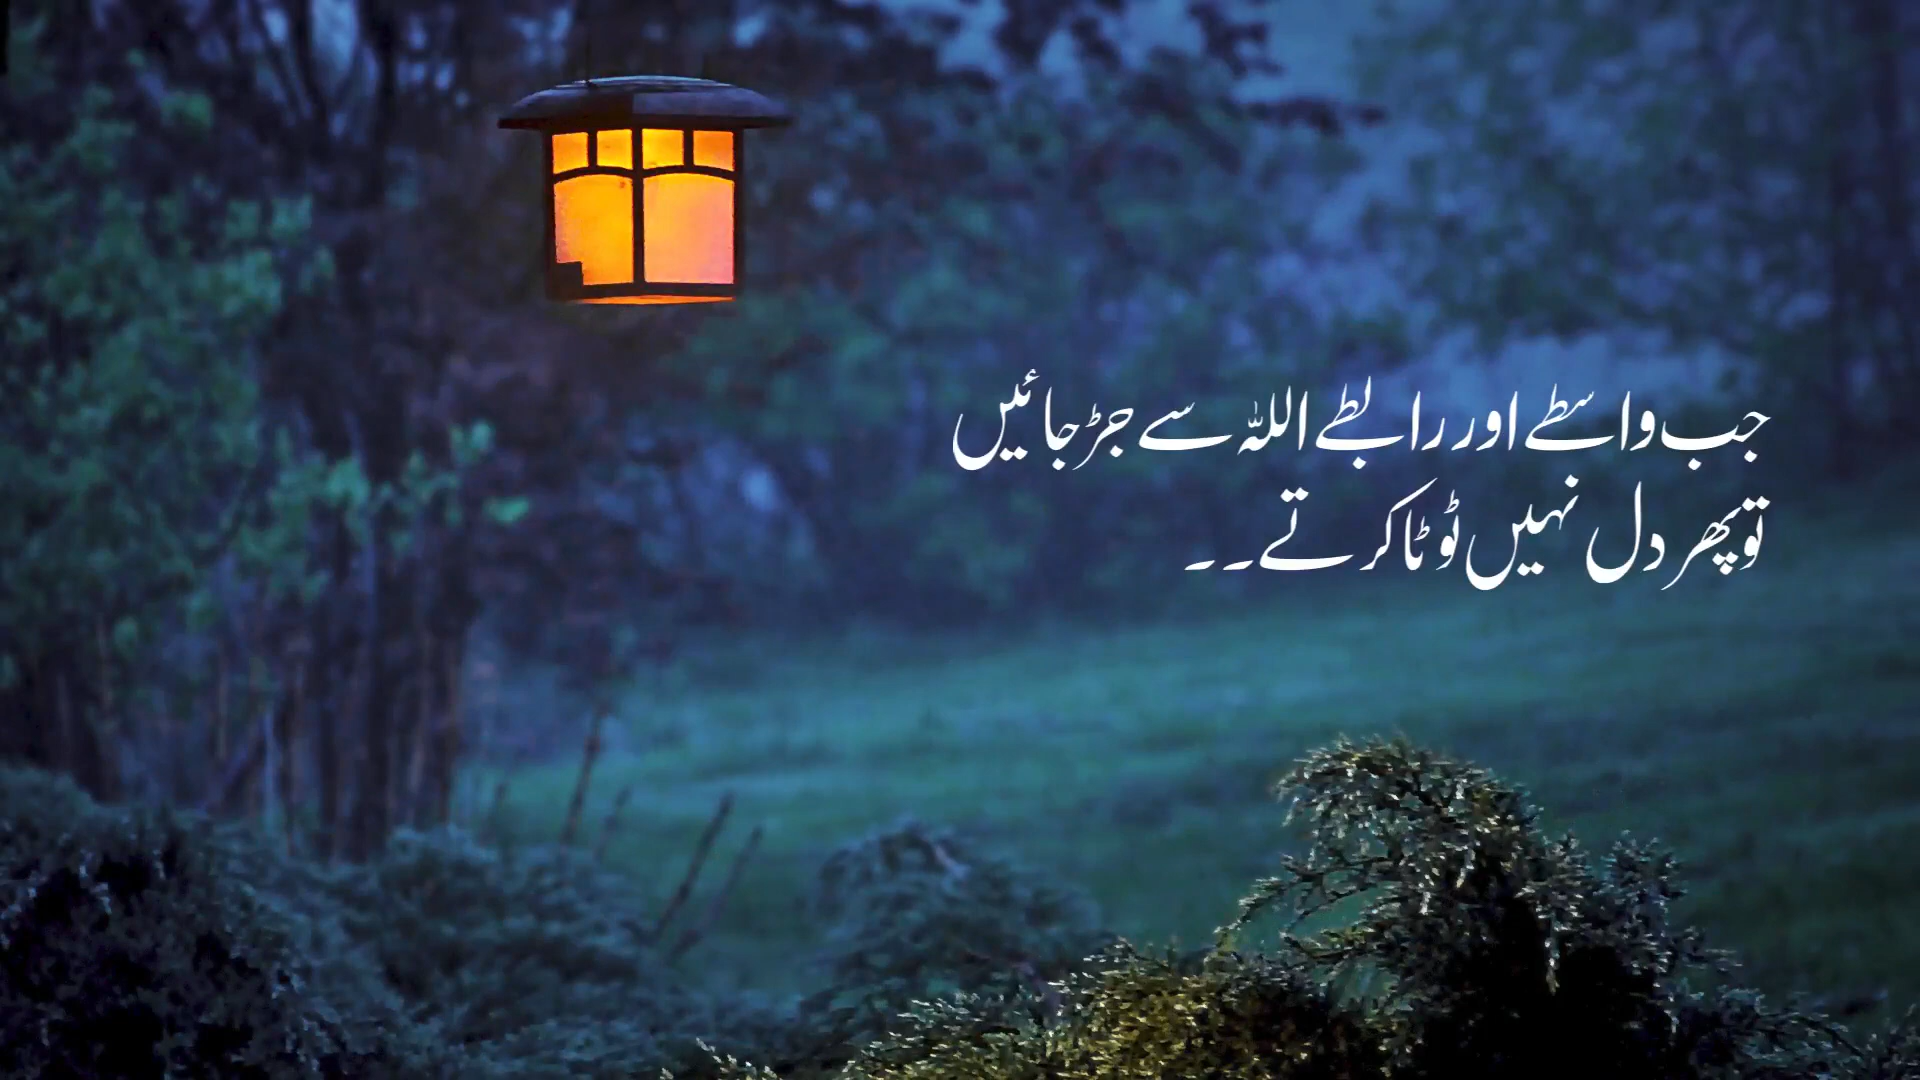 جب واسطے اور رابطے اللہ سے جڑ جائیں
تو پھر دل نہیں ٹوٹا کرتے۔۔